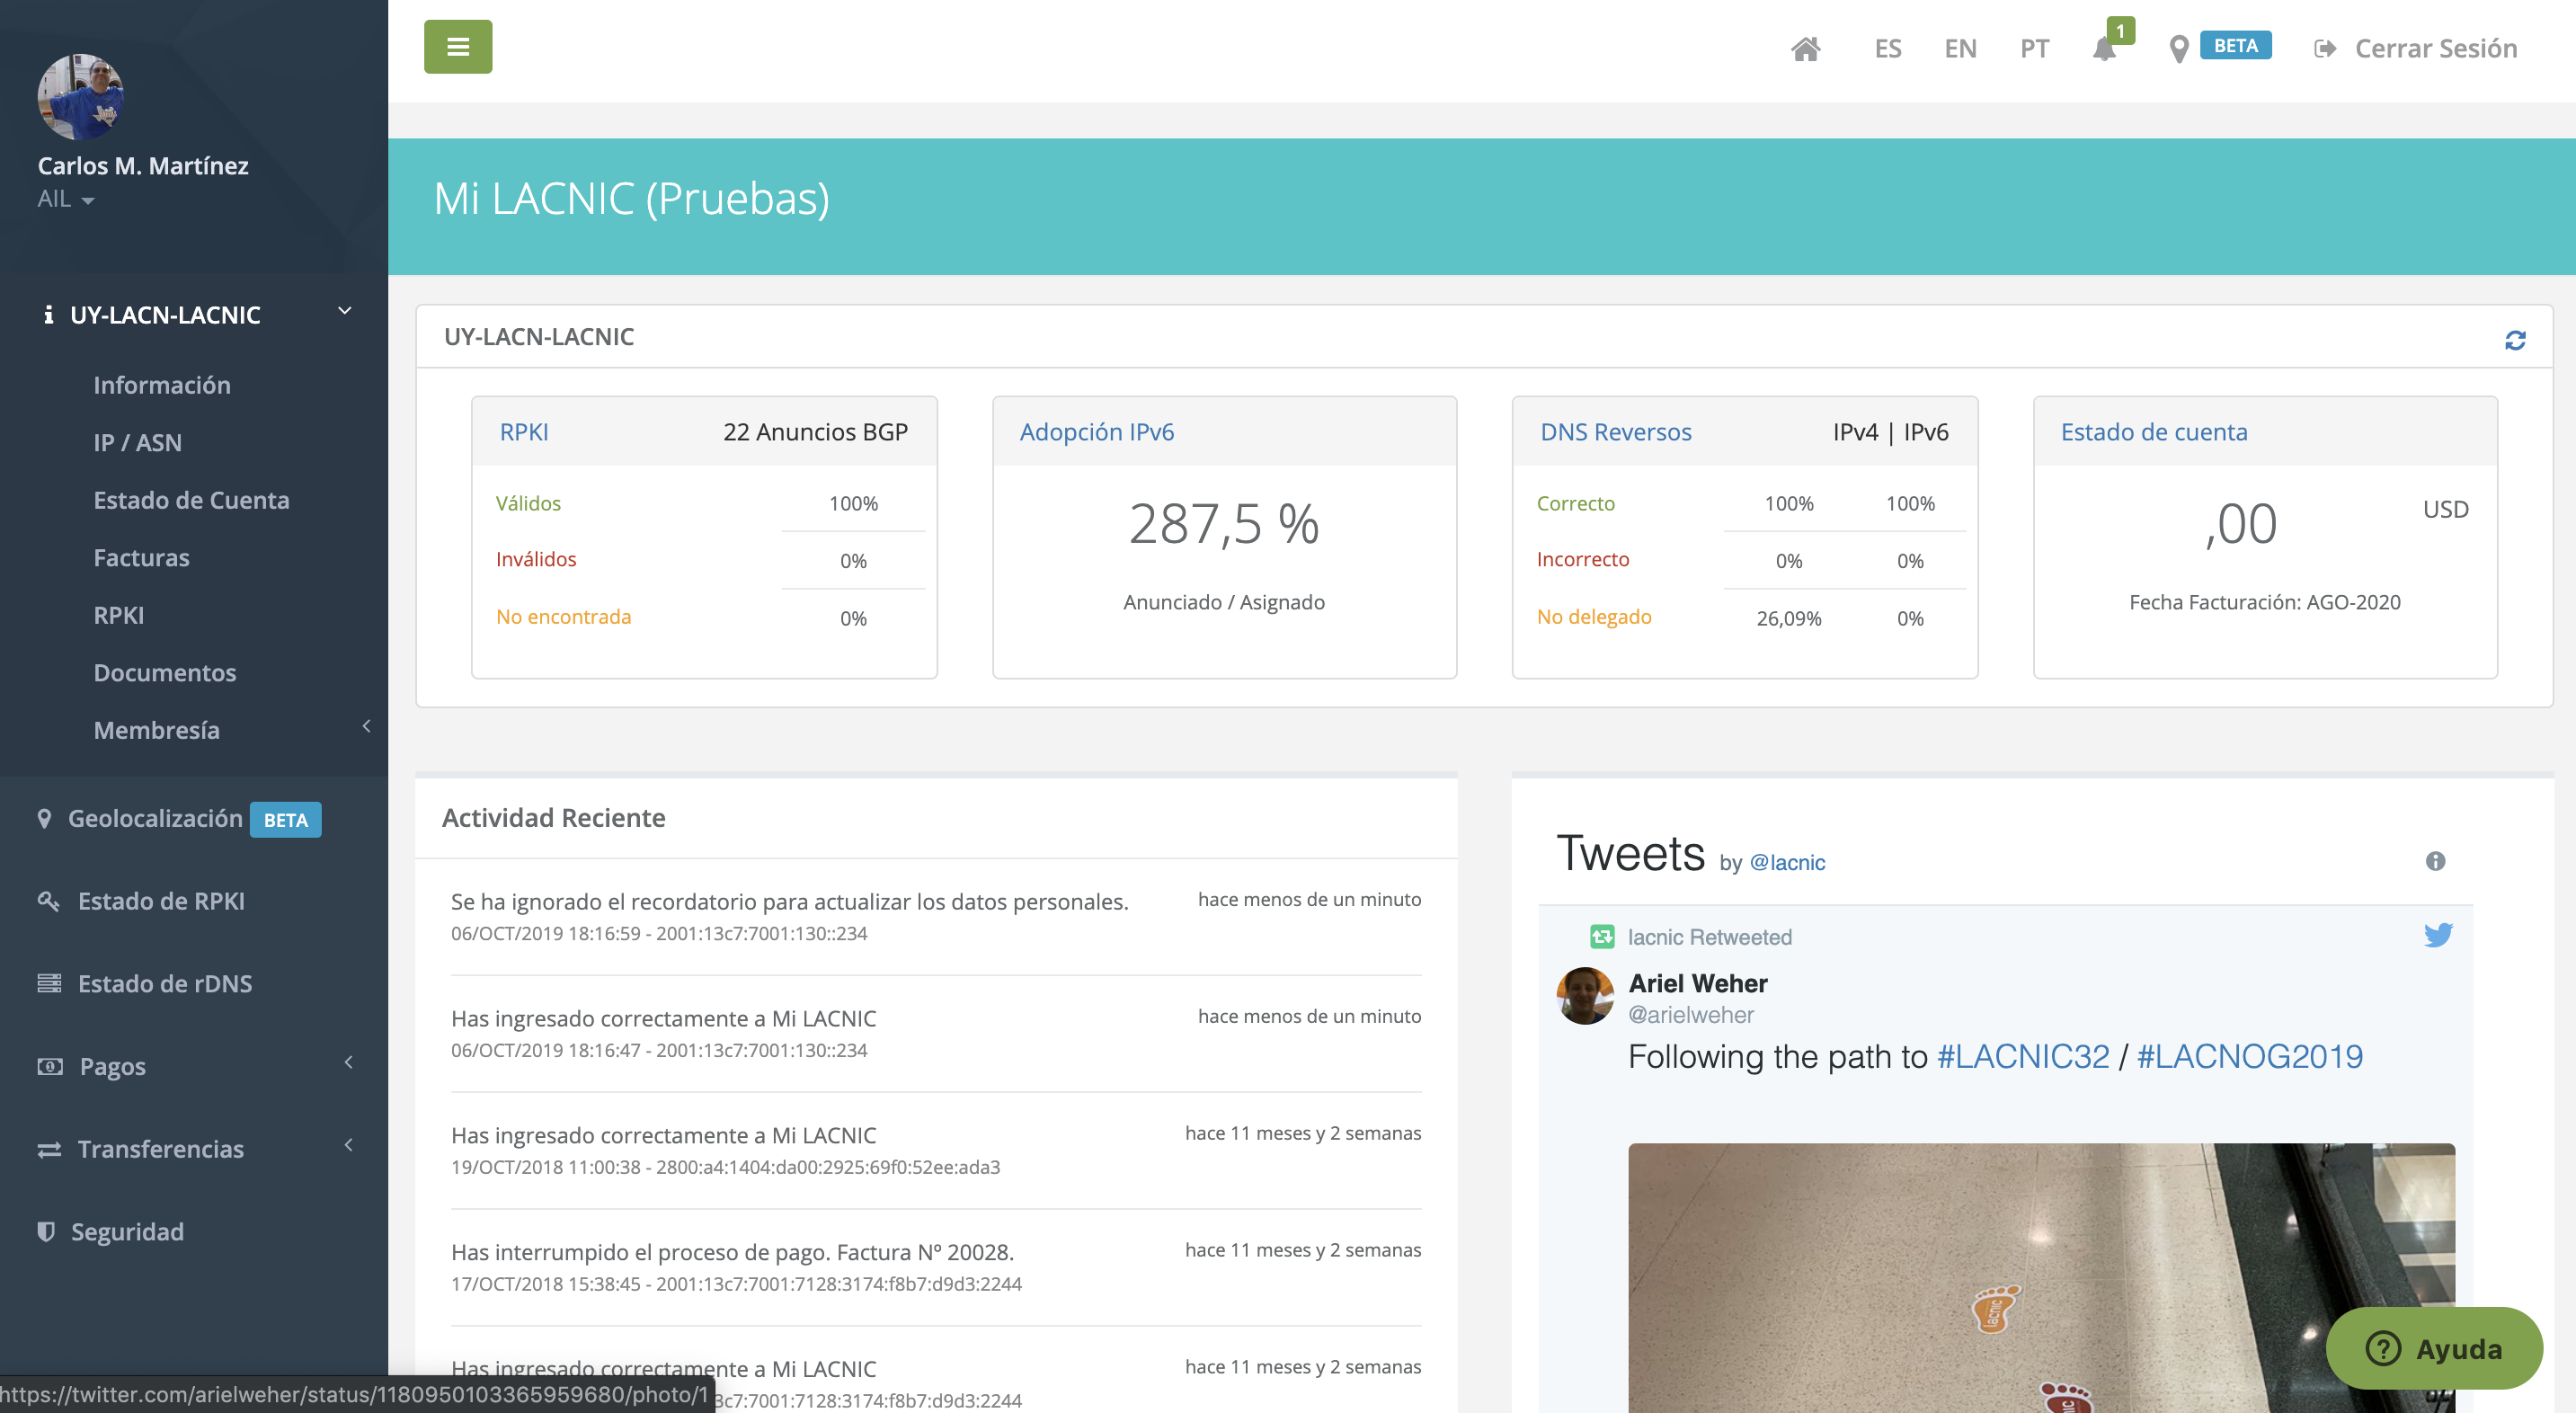 1
ES EN PT BETA Cerrar Sesión
Carlos M. Martínez
AIL
UY-LACN-LACNIC
Información
IP / ASN
Estado de Cuenta
Facturas
RPKI
Documentos
Membresía
Geolocalización BETA
Estado de RPKI
Estado de rDNS
Pagos
Transferencias
Seguridad
Mi LACNIC (Pruebas)
UY-LACN-LACNIC
RPKI 22 Anuncios BGP
Válidos 100%
Inválidos 0%
No encontrada 0%
Adopción IPv6
287,5 %
Anunciado / Asignado
DNS Reversos IPv4 | IPv6
Correcto 100% 100%
Incorrecto 0% 0%
No delegado 26,09% 0%
Estado de cuenta
,00 USD
Fecha Facturación: AGO-2020
Actividad Reciente
Se ha ignorado el recordatorio para actualizar los datos personales. hace menos de un minuto
06/OCT/2019 18:16:59 - 2001:13c7:7001:130::234
Has ingresado correctamente a Mi LACNIC hace menos de un minuto
06/OCT/2019 18:16:47 - 2001:13c7:7001:130::234
Has ingresado correctamente a Mi LACNIC hace 11 meses y 2 semanas
19/OCT/2018 11:00:38 - 2800:a4:1404:da00:2925:69f0:52ee:ada3
Has interrumpido el proceso de pago. Factura Nº 20028. hace 11 meses y 2 semanas
17/OCT/2018 15:38:45 - 2001:13c7:7001:7128:3174:f8b7:d9d3:2244
Has ingresado correctamente a Mi LACNIC hace 11 meses y 2 semanas
3c7:7001:7128:3174:f8b7:d9d3:2244
Tweets by @lacnic
lacnic Retweeted
Ariel Weher
@arielweher
Following the path to #LACNIC32 / #LACNOG2019
lacnic
Ayuda
https://twitter.com/arielweher/status/1180950103365959680/photo/1